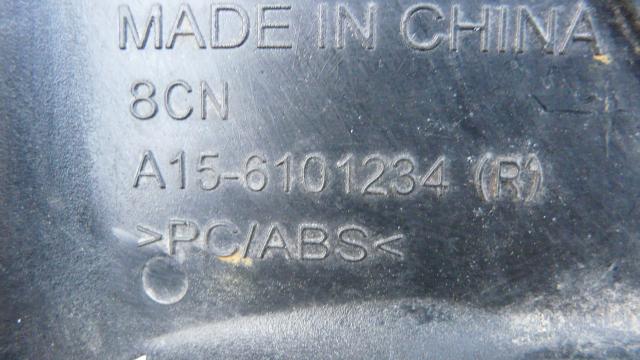 MADE IN CHINA
8CN
A15-6101234 (R)
>PC/ABS<